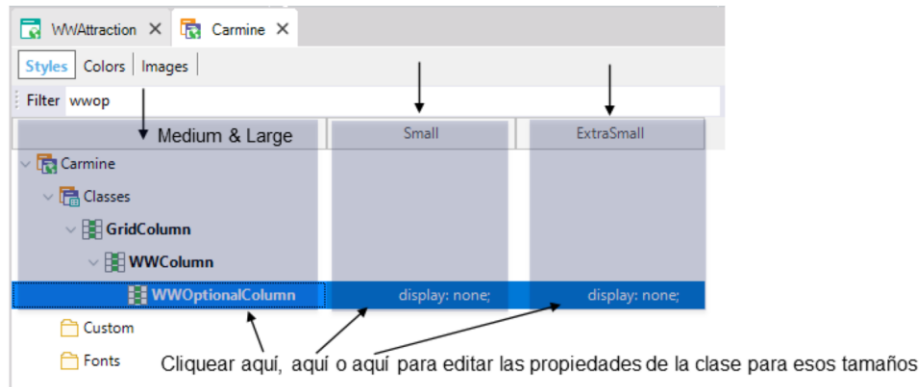 WWAttraction Carmine
Styles Colors Images
Filter wwop
Medium & Large Small ExtraSmall
Carmine
Classes
GridColumn
WWColumn
WWOptionalColumn display: none; display: none;
Custom
Fonts
Cliquear aquí, aquí o aquí para editar las propiedades de la clase para esos tamaños